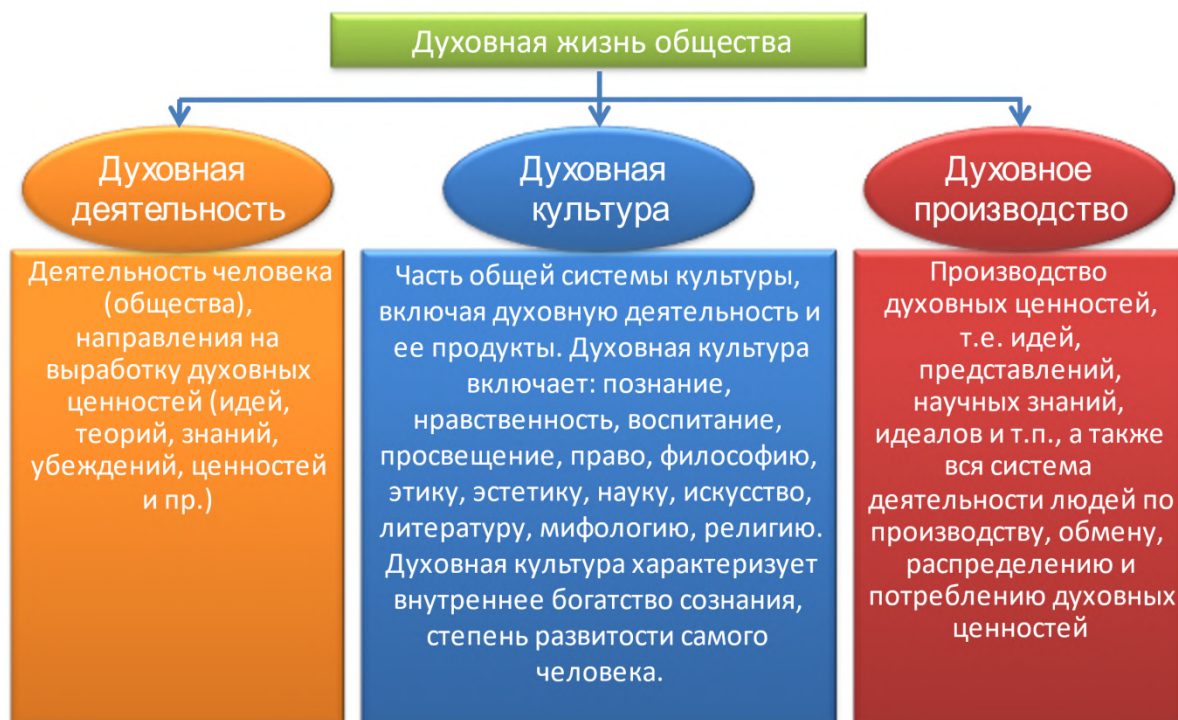 Духовная жизнь общества
Духовная
деятельность
Деятельность человека
(общества),
направления на
выработку духовных
ценностей (идей,
теорий, знаний,
убеждений, ценностей
и пр.)
Духовная
культура
Часть общей системы культуры,
включая духовную деятельность и
ее продукты. Духовная культура
включает: познание,
нравственность, воспитание,
просвещение, право, философию,
этику, эстетику, науку, искусство,
литературу, мифологию, религию.
Духовная культура характеризует
внутреннее богатство сознания,
степень развитости самого
человека.
Духовное
производство
Производство
духовных ценностей,
т.е. идей,
представлений,
научных знаний,
идеалов и т.п., а также
вся система
деятельности людей по
производству, обмену,
распределению и
потреблению духовных
ценностей